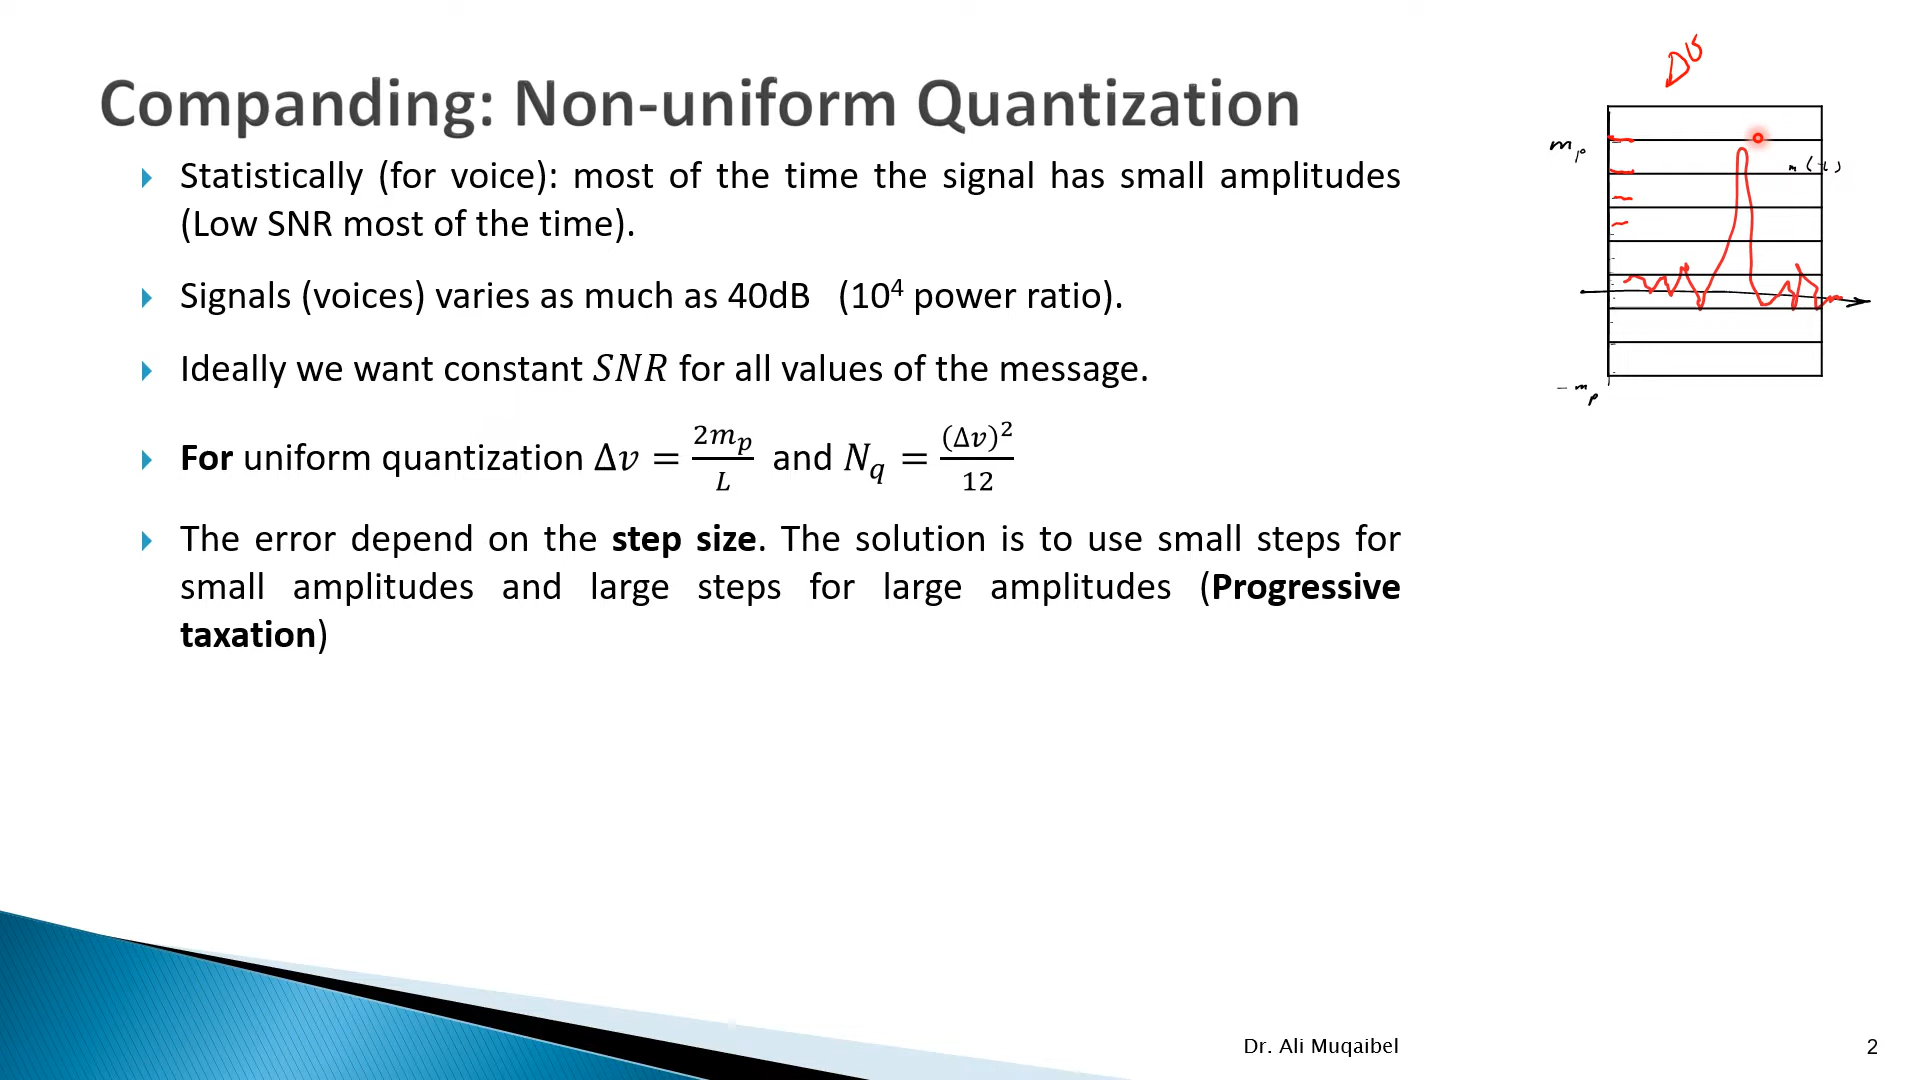 Companding: Non-uniform Quantization
Statistically (for voice): most of the time the signal has small amplitudes
(Low SNR most of the time).
Signals (voices) varies as much as 40dB (10⁴ power ratio).
Ideally we want constant SNR for all values of the message.
For uniform quantization Δv = 2m_p/L and N_q = (Δv)²/12
The error depend on the step size. The solution is to use small steps for
small amplitudes and large steps for large amplitudes (Progressive
taxation)
Δv
m_p
m(t)
-m_p
Dr. Ali Muqaibel
2